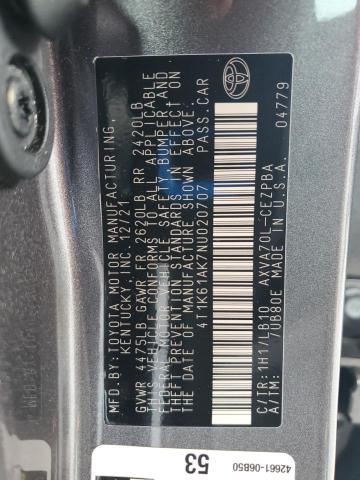 MFD. BY: TOYOTA MOTOR MANUFACTURING,
KENTUCKY, INC. 12/21
GVWR 4475LB GAWR FR 2620LB RR 2420LB
THIS VEHICLE CONFORMS TO ALL APPLICABLE
FEDERAL MOTOR VEHICLE SAFETY, BUMPER AND
THEFT PREVENTION STANDARDS IN EFFECT ON
THE DATE OF MANUFACTURE SHOWN ABOVE.
4T1K61AK7NU020707 PASS.CAR
C/TR:1H1/LB10 AXVA70L-CEZPBA
A/TM: /UB80E MADE IN U.S.A. 04779
53
42661-06B50